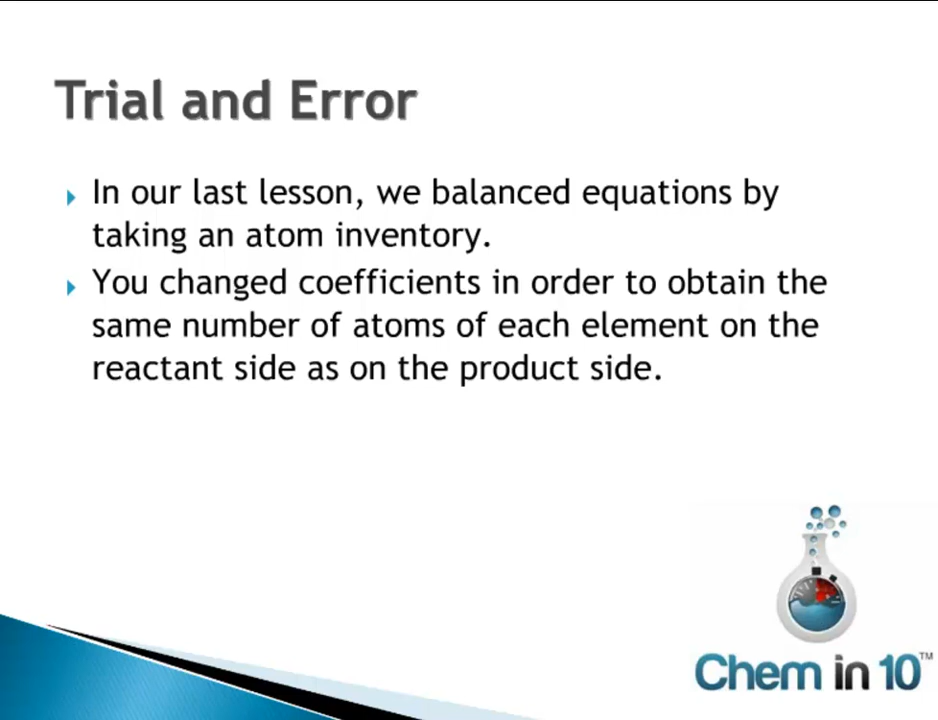 Trial and Error
In our last lesson, we balanced equations by
taking an atom inventory.
You changed coefficients in order to obtain the
same number of atoms of each element on the
reactant side as on the product side.
Chem in 10™